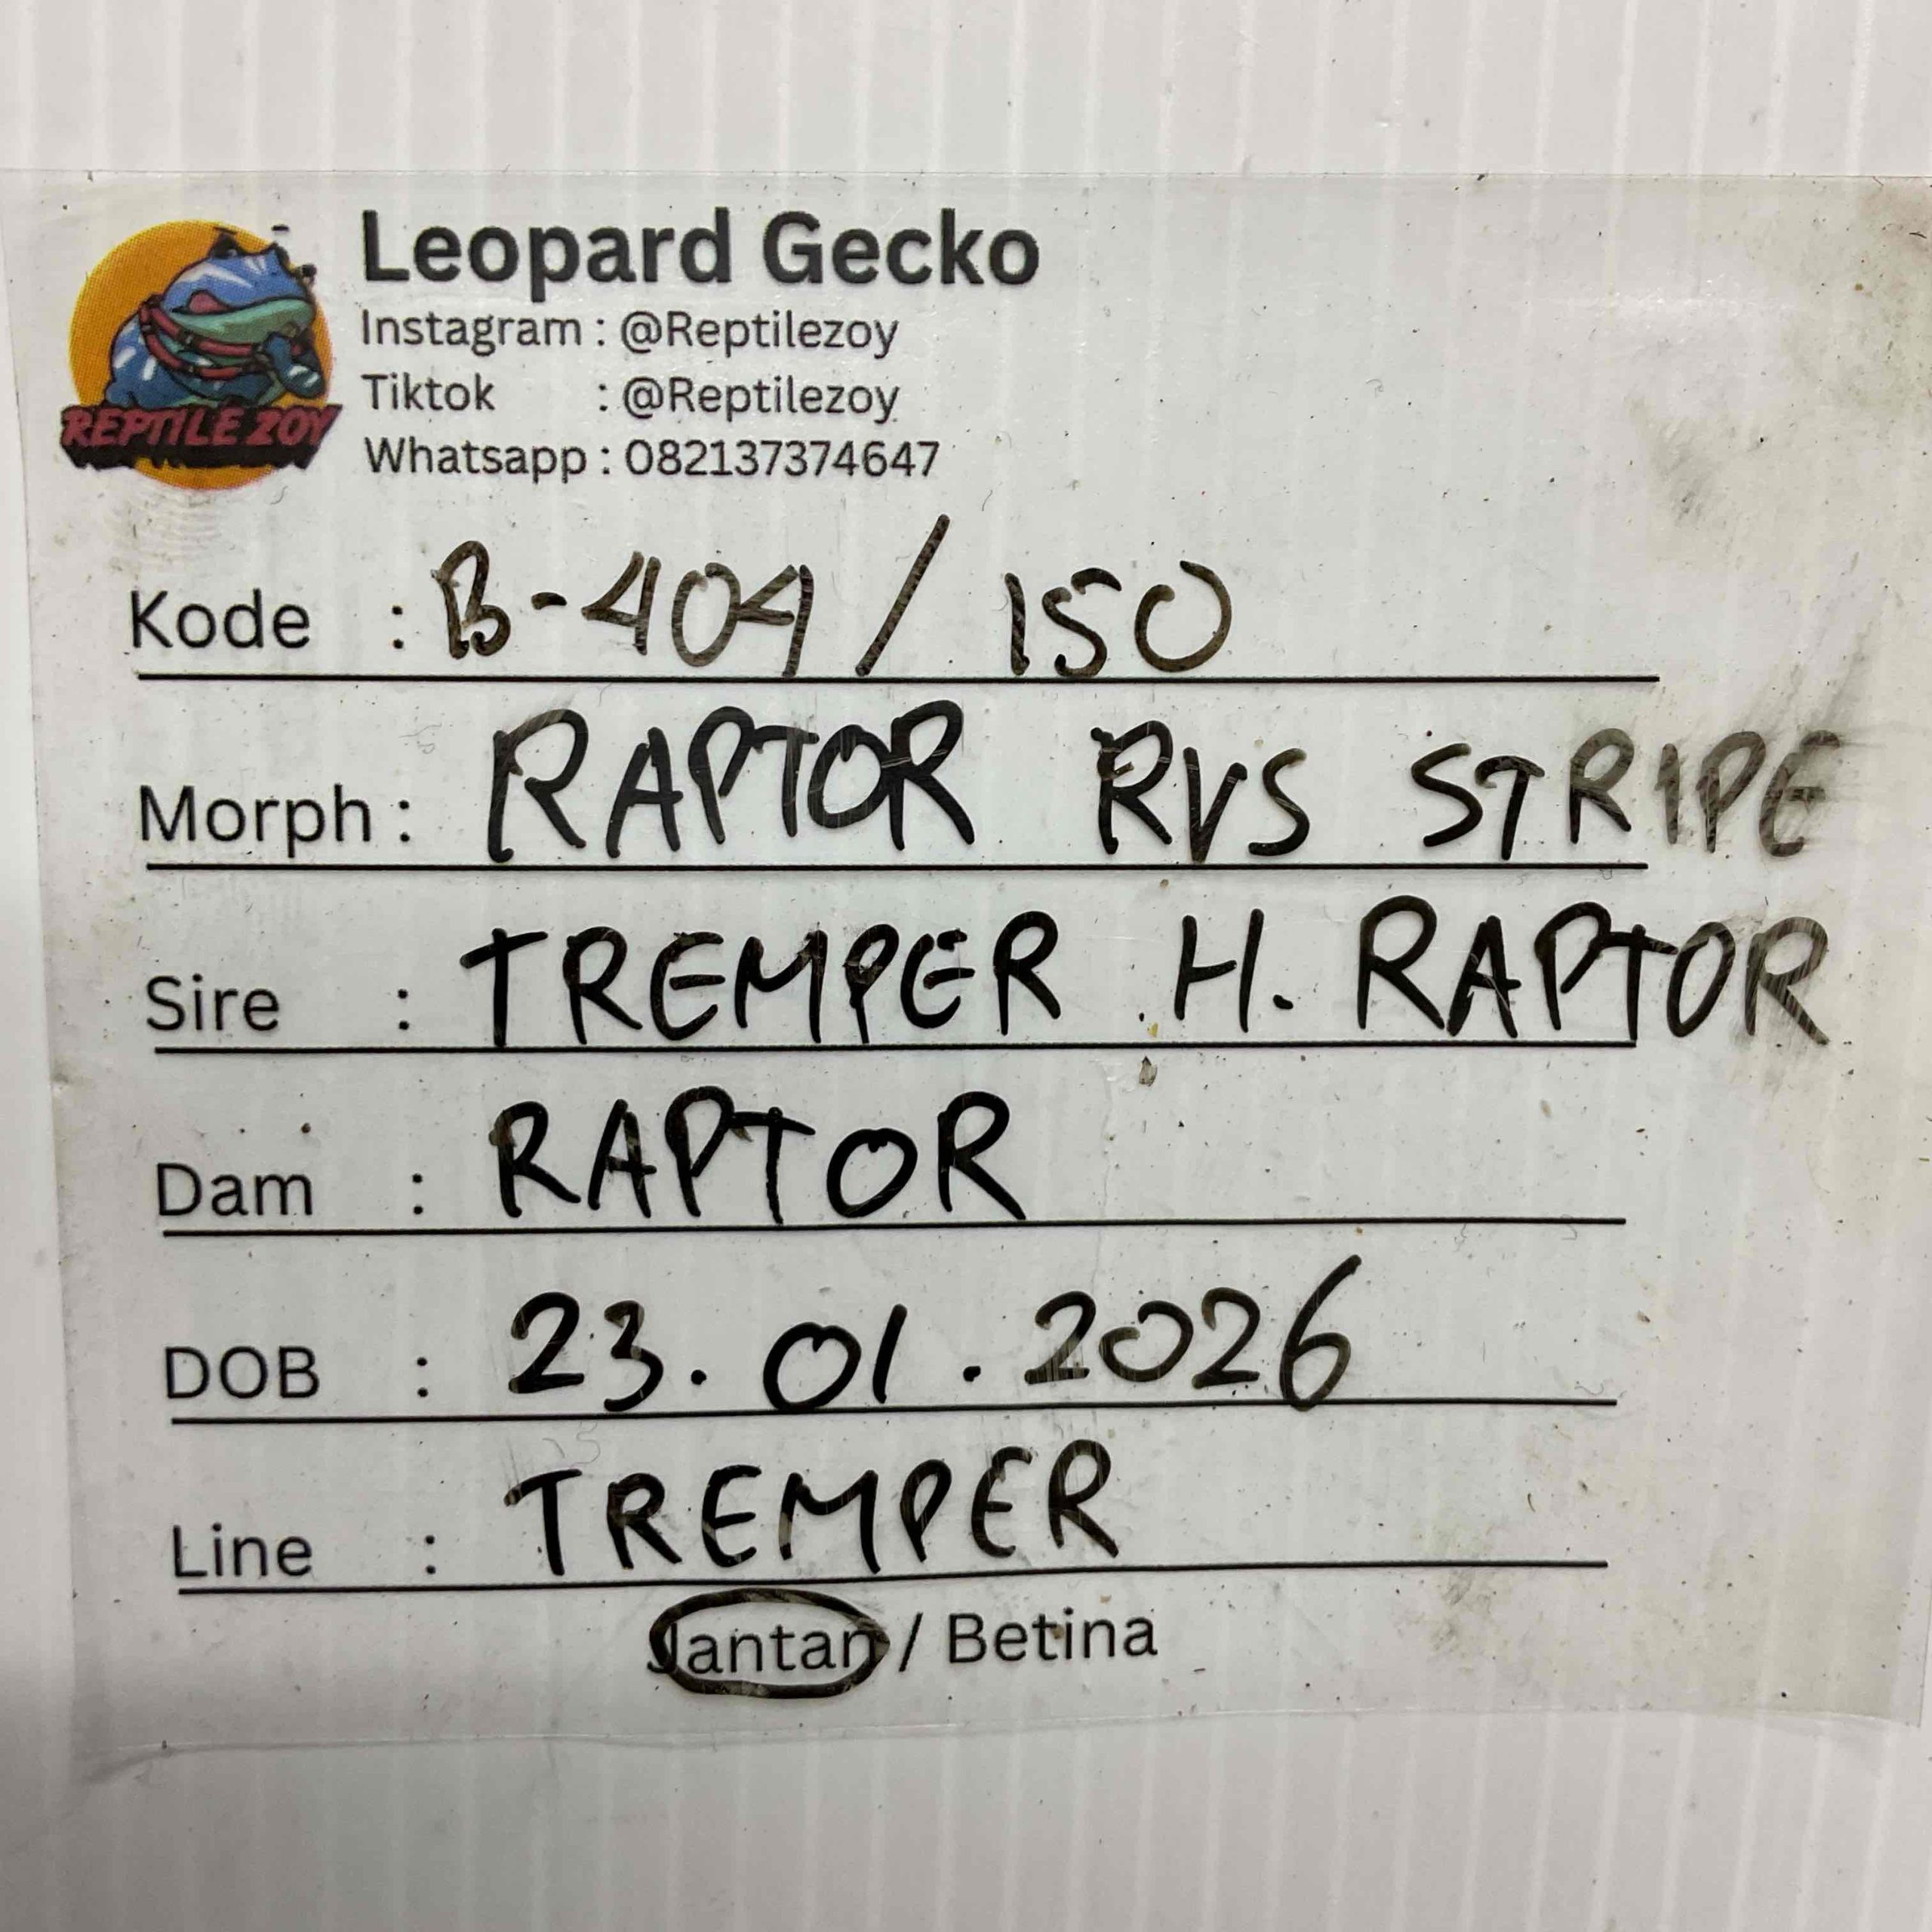 Leopard Gecko
Instagram : @Reptilezoy
Tiktok : @Reptilezoy
Whatsapp : 082137374647
REPTILE ZOY
Kode : B-404 / 150
Morph : RAPTOR RVS STRIPE
Sire : TREMPER H. RAPTOR
Dam : RAPTOR
DOB : 23.01.2026
Line : TREMPER
Jantan / Betina